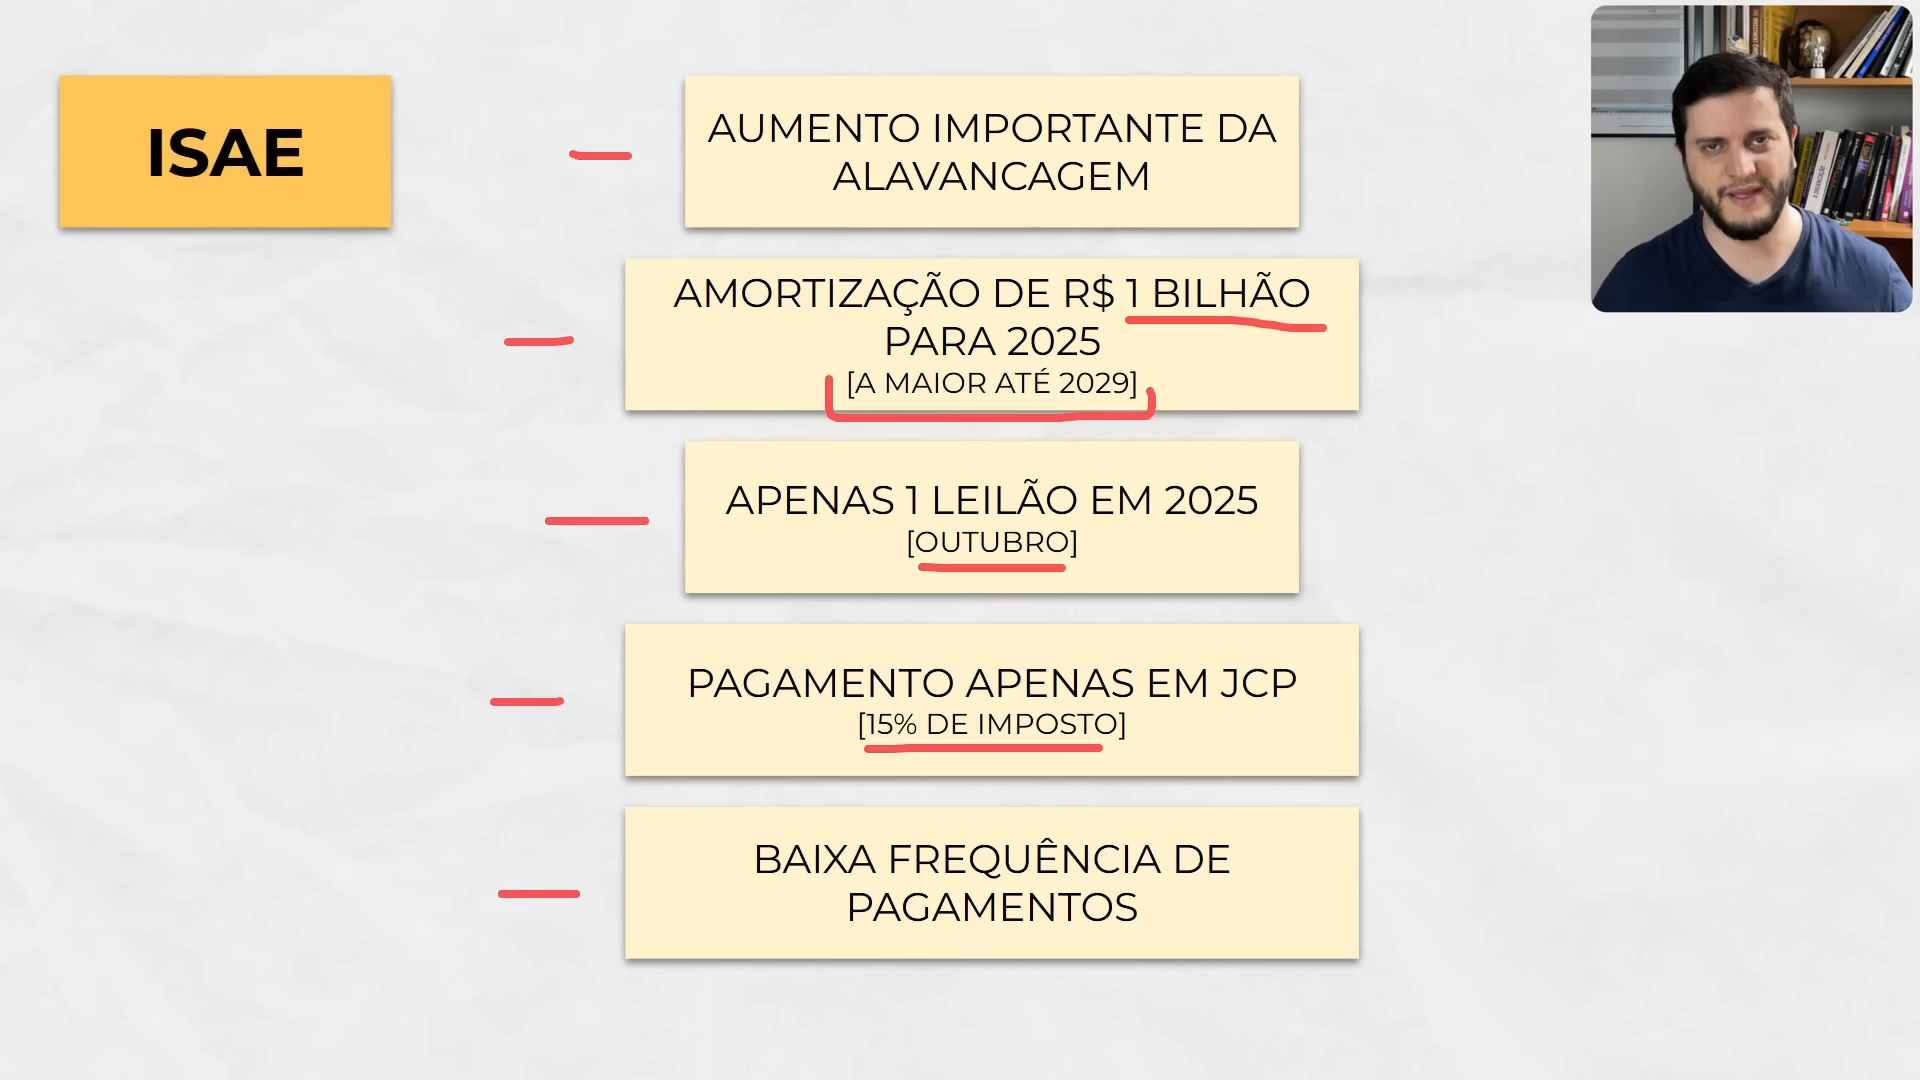 ISAE
AUMENTO IMPORTANTE DA
ALAVANCAGEM
AMORTIZAÇÃO DE R$ 1 BILHÃO
PARA 2025
[A MAIOR ATÉ 2029]
APENAS 1 LEILÃO EM 2025
[OUTUBRO]
PAGAMENTO APENAS EM JCP
[15% DE IMPOSTO]
BAIXA FREQUÊNCIA DE
PAGAMENTOS